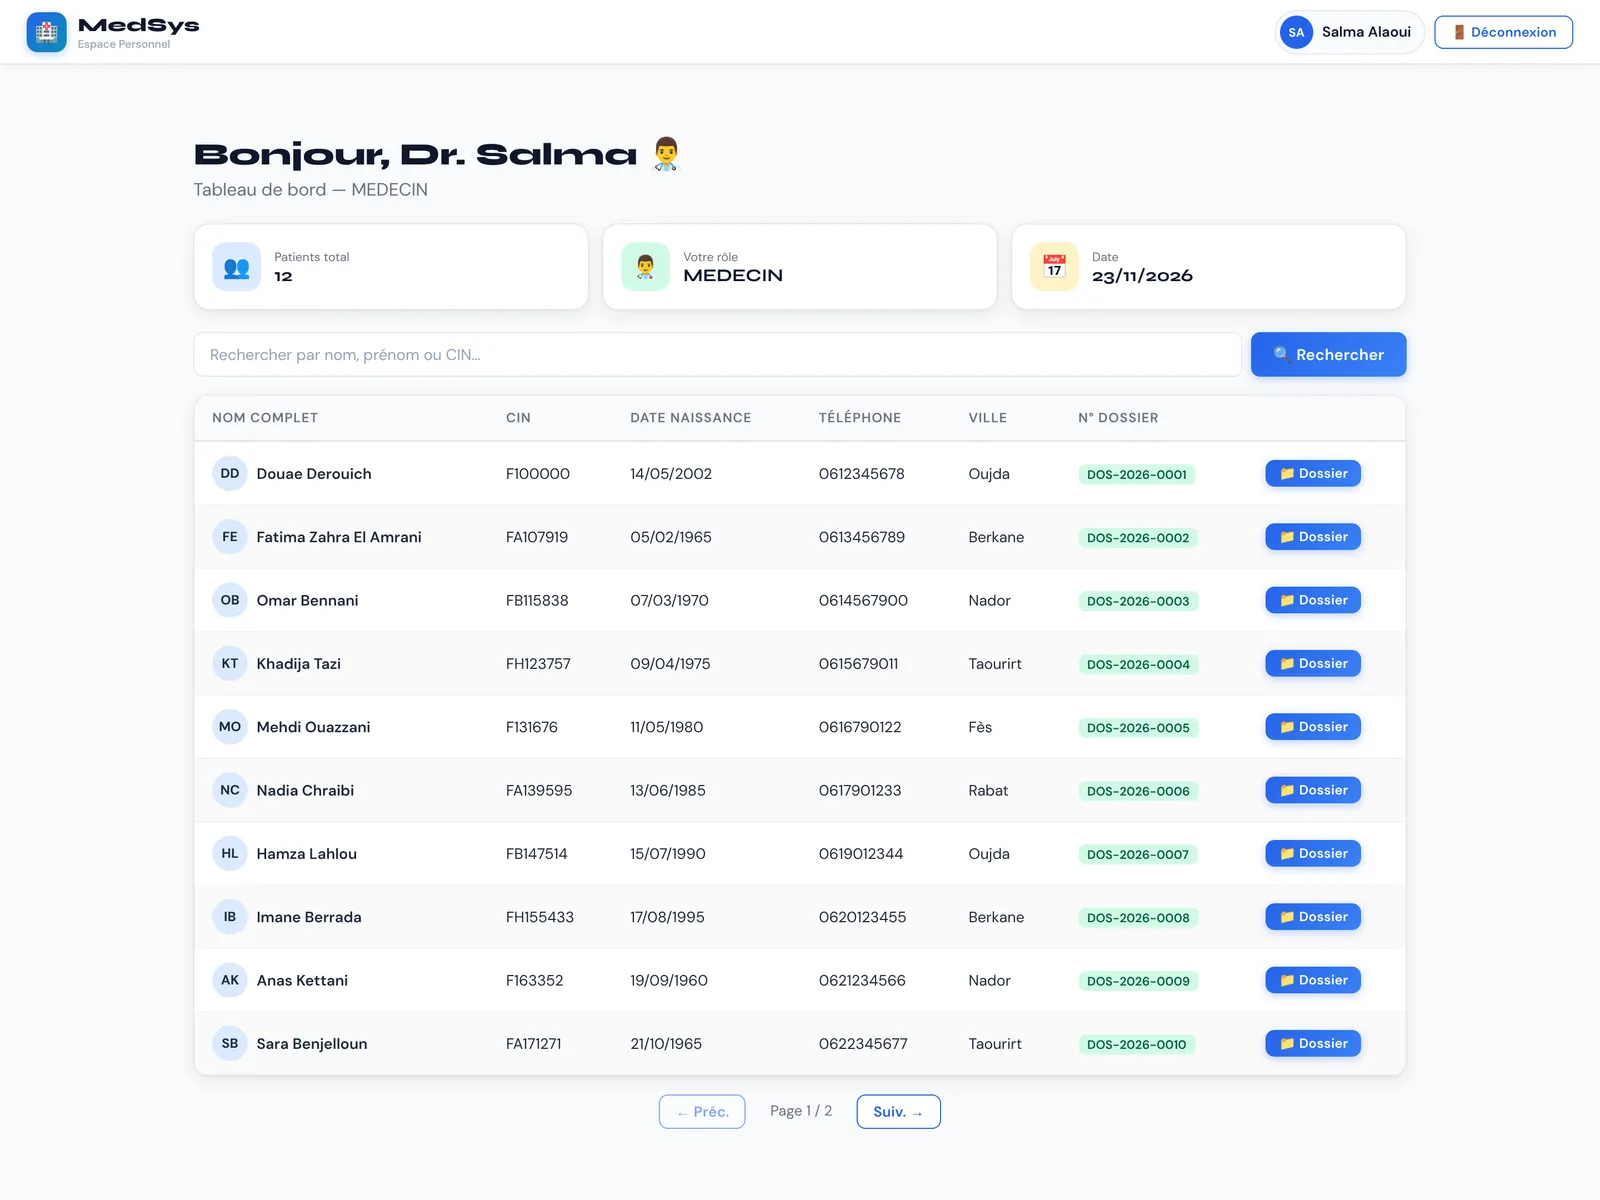 MedSys
Espace Personnel
SA Salma Alaoui
Déconnexion
Bonjour, Dr. Salma
Tableau de bord — MEDECIN
Patients total
12
Votre rôle
MEDECIN
July
17
Date
23/11/2026
Rechercher par nom, prénom ou CIN...
Rechercher
NOM COMPLET CIN DATE NAISSANCE TÉLÉPHONE VILLE N° DOSSIER
DD Douae Derouich F100000 14/05/2002 0612345678 Oujda DOS-2026-0001 Dossier
FE Fatima Zahra El Amrani FA107919 05/02/1965 0613456789 Berkane DOS-2026-0002 Dossier
OB Omar Bennani FB115838 07/03/1970 0614567900 Nador DOS-2026-0003 Dossier
KT Khadija Tazi FH123757 09/04/1975 0615679011 Taourirt DOS-2026-0004 Dossier
MO Mehdi Ouazzani F131676 11/05/1980 0616790122 Fès DOS-2026-0005 Dossier
NC Nadia Chraibi FA139595 13/06/1985 0617901233 Rabat DOS-2026-0006 Dossier
HL Hamza Lahlou FB147514 15/07/1990 0619012344 Oujda DOS-2026-0007 Dossier
IB Imane Berrada FH155433 17/08/1995 0620123455 Berkane DOS-2026-0008 Dossier
AK Anas Kettani F163352 19/09/1960 0621234566 Nador DOS-2026-0009 Dossier
SB Sara Benjelloun FA171271 21/10/1965 0622345677 Taourirt DOS-2026-0010 Dossier
← Préc. Page 1 / 2 Suiv. →